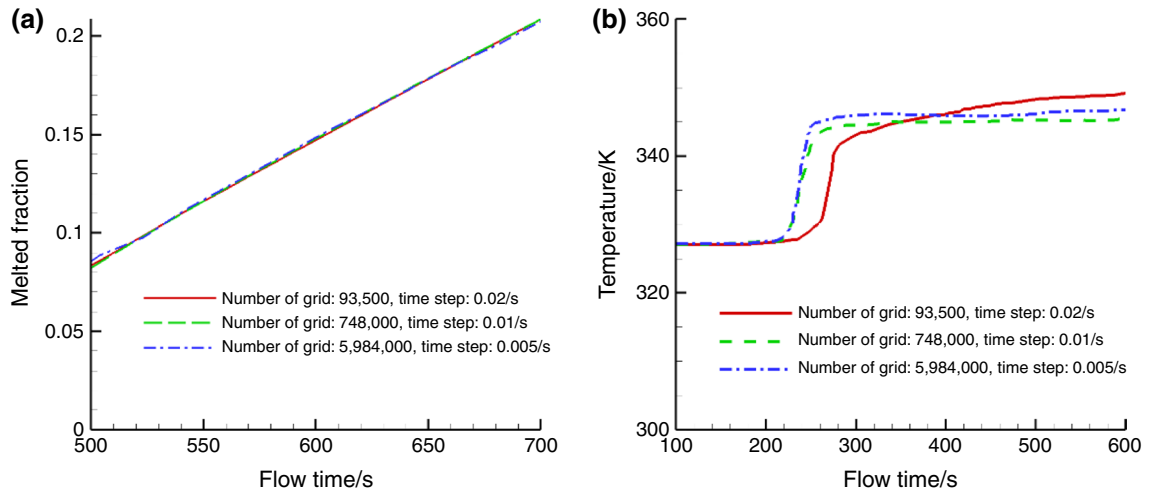 (a)
0.2
0.15
0.1
0.05
0
Melted fraction
Number of grid: 93,500, time step: 0.02/s
Number of grid: 748,000, time step: 0.01/s
Number of grid: 5,984,000, time step: 0.005/s
500 550 600 650 700
Flow time/s
(b)
360
340
320
300
Temperature/K
Number of grid: 93,500, time step: 0.02/s
Number of grid: 748,000, time step: 0.01/s
Number of grid: 5,984,000, time step: 0.005/s
100 200 300 400 500 600
Flow time/s